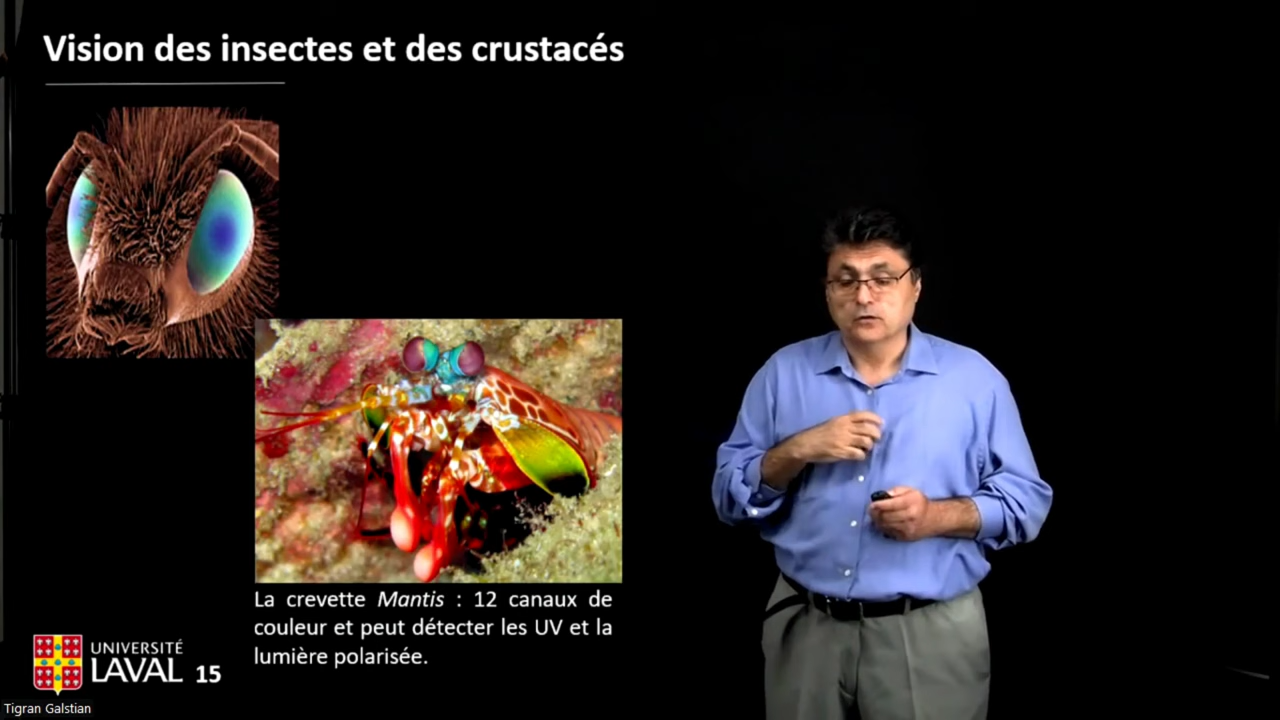 Vision des insectes et des crustacés
La crevette Mantis : 12 canaux de
couleur et peut détecter les UV et la
lumière polarisée.
UNIVERSITÉ
LAVAL 15
Tigran Galstian